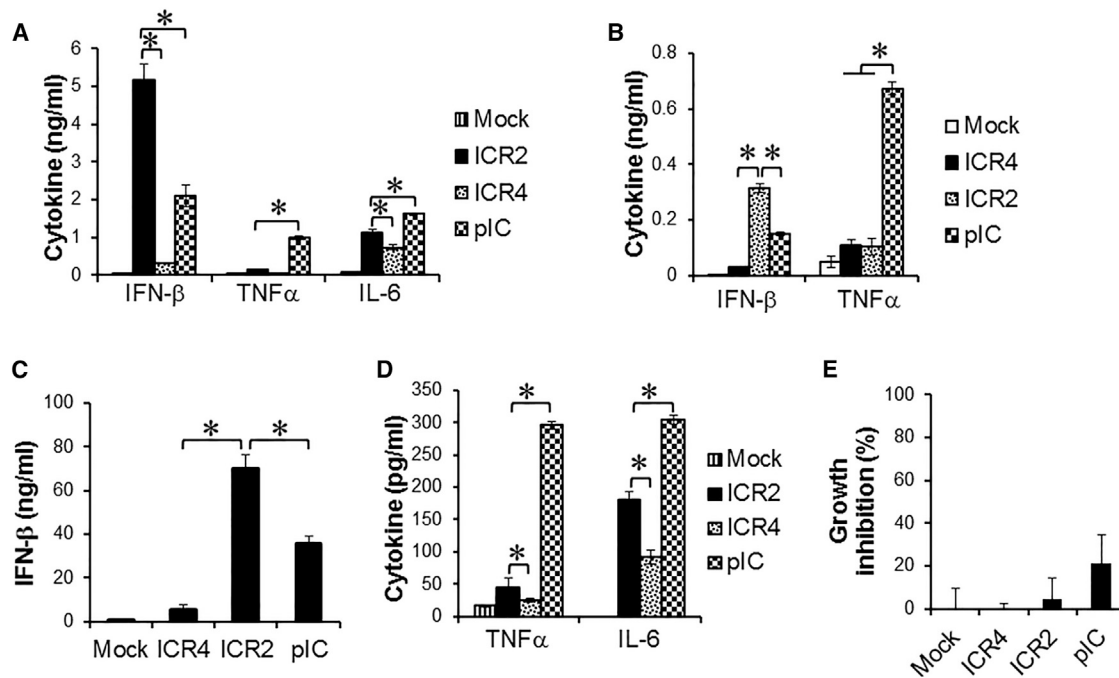 A
Cytokine (ng/ml)
6
5
4
3
2
1
0
*
*
*
*
*
IFN-β TNFα IL-6
Mock
ICR2
ICR4
pIC
B
Cytokine (ng/ml)
0.8
0.6
0.4
0.2
0
* *
*
IFN-β TNFα
Mock
ICR4
ICR2
pIC
C
IFN-β (ng/ml)
100
80
60
40
20
0
* *
Mock ICR4 ICR2 pIC
D
Cytokine (pg/ml)
350
300
250
200
150
100
50
0
*
*
*
*
TNFα IL-6
Mock
ICR2
ICR4
pIC
E
Growth
inhibition (%)
100
80
60
40
20
0
Mock
ICR4
ICR2
pIC